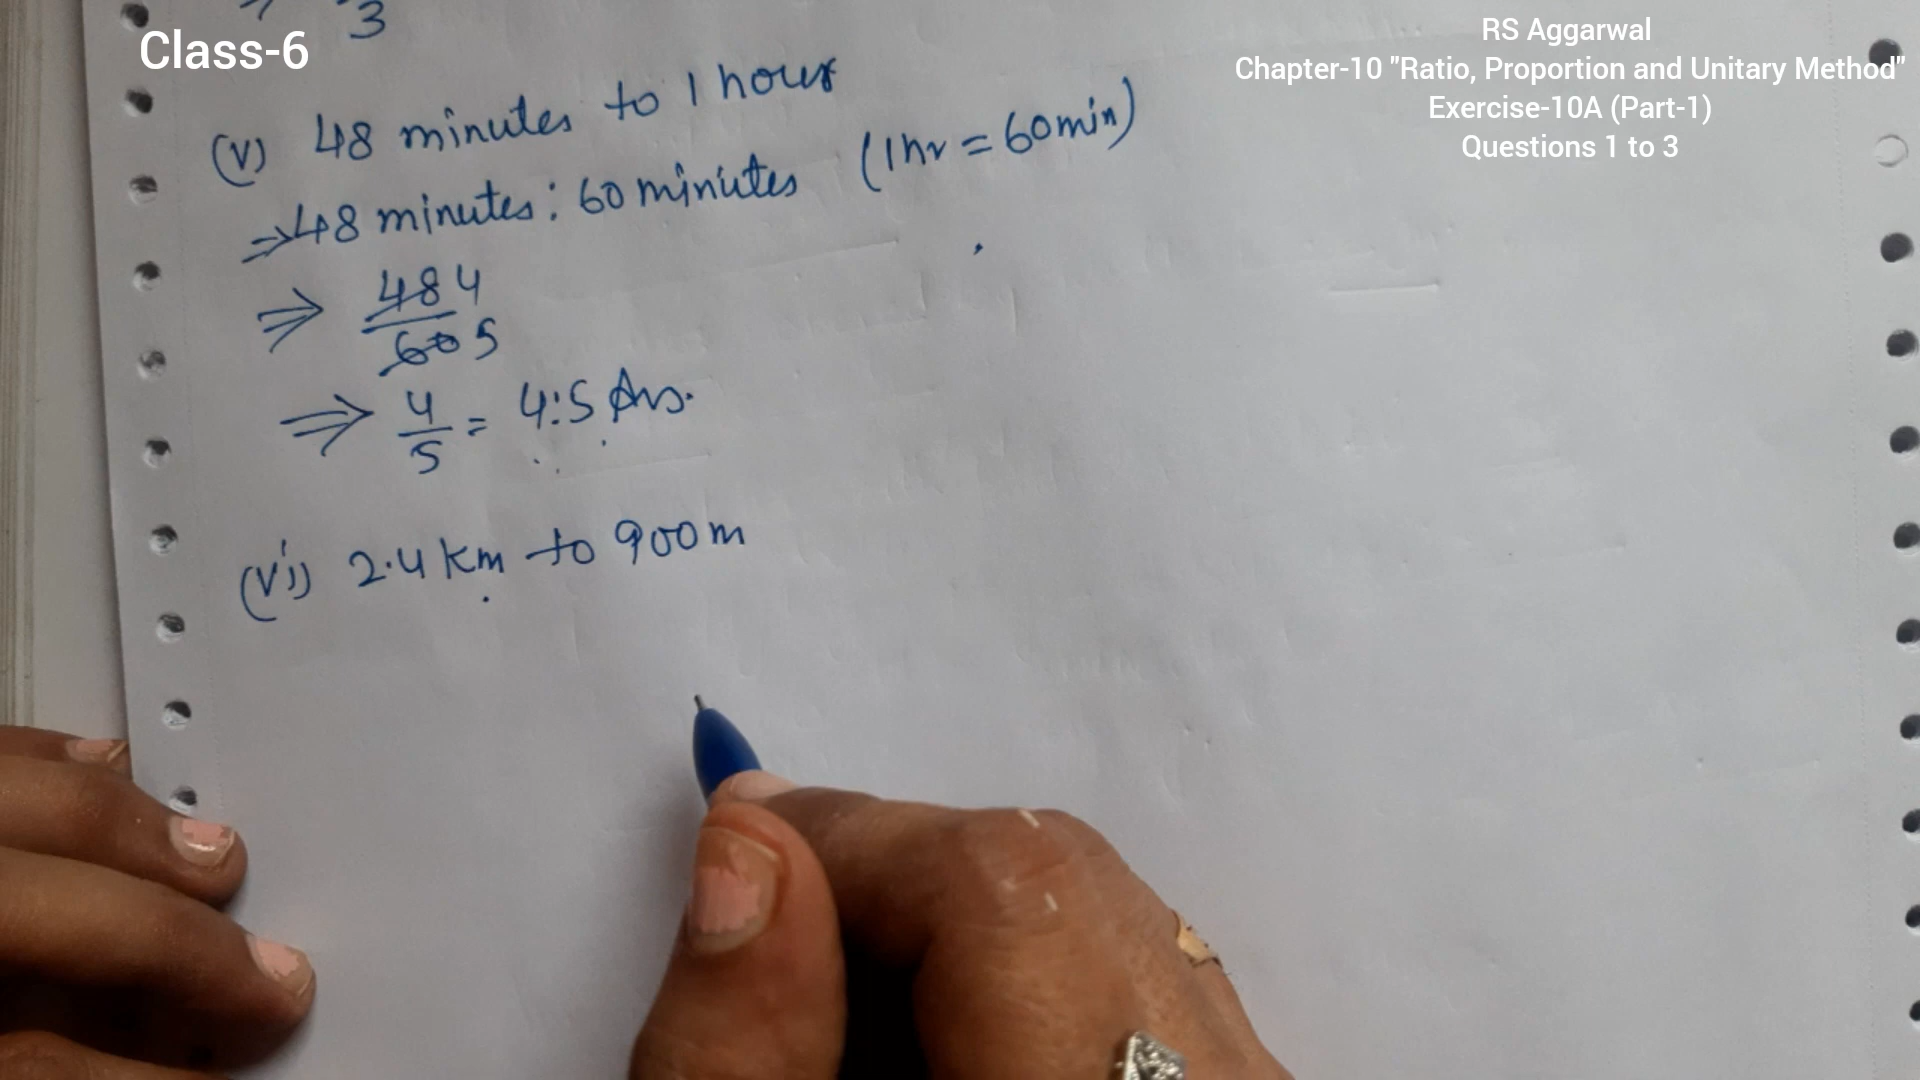 3
Class-6
RS Aggarwal
Chapter-10 "Ratio, Proportion and Unitary Method"
Exercise-10A (Part-1)
Questions 1 to 3
(v) 48 minutes to 1 hour
⇒48 minutes : 60 minutes (1hr = 60min)
⇒ 48 4
60 5
⇒ 4/5 = 4:5 Ans.
(vi) 2.4 km to 900m